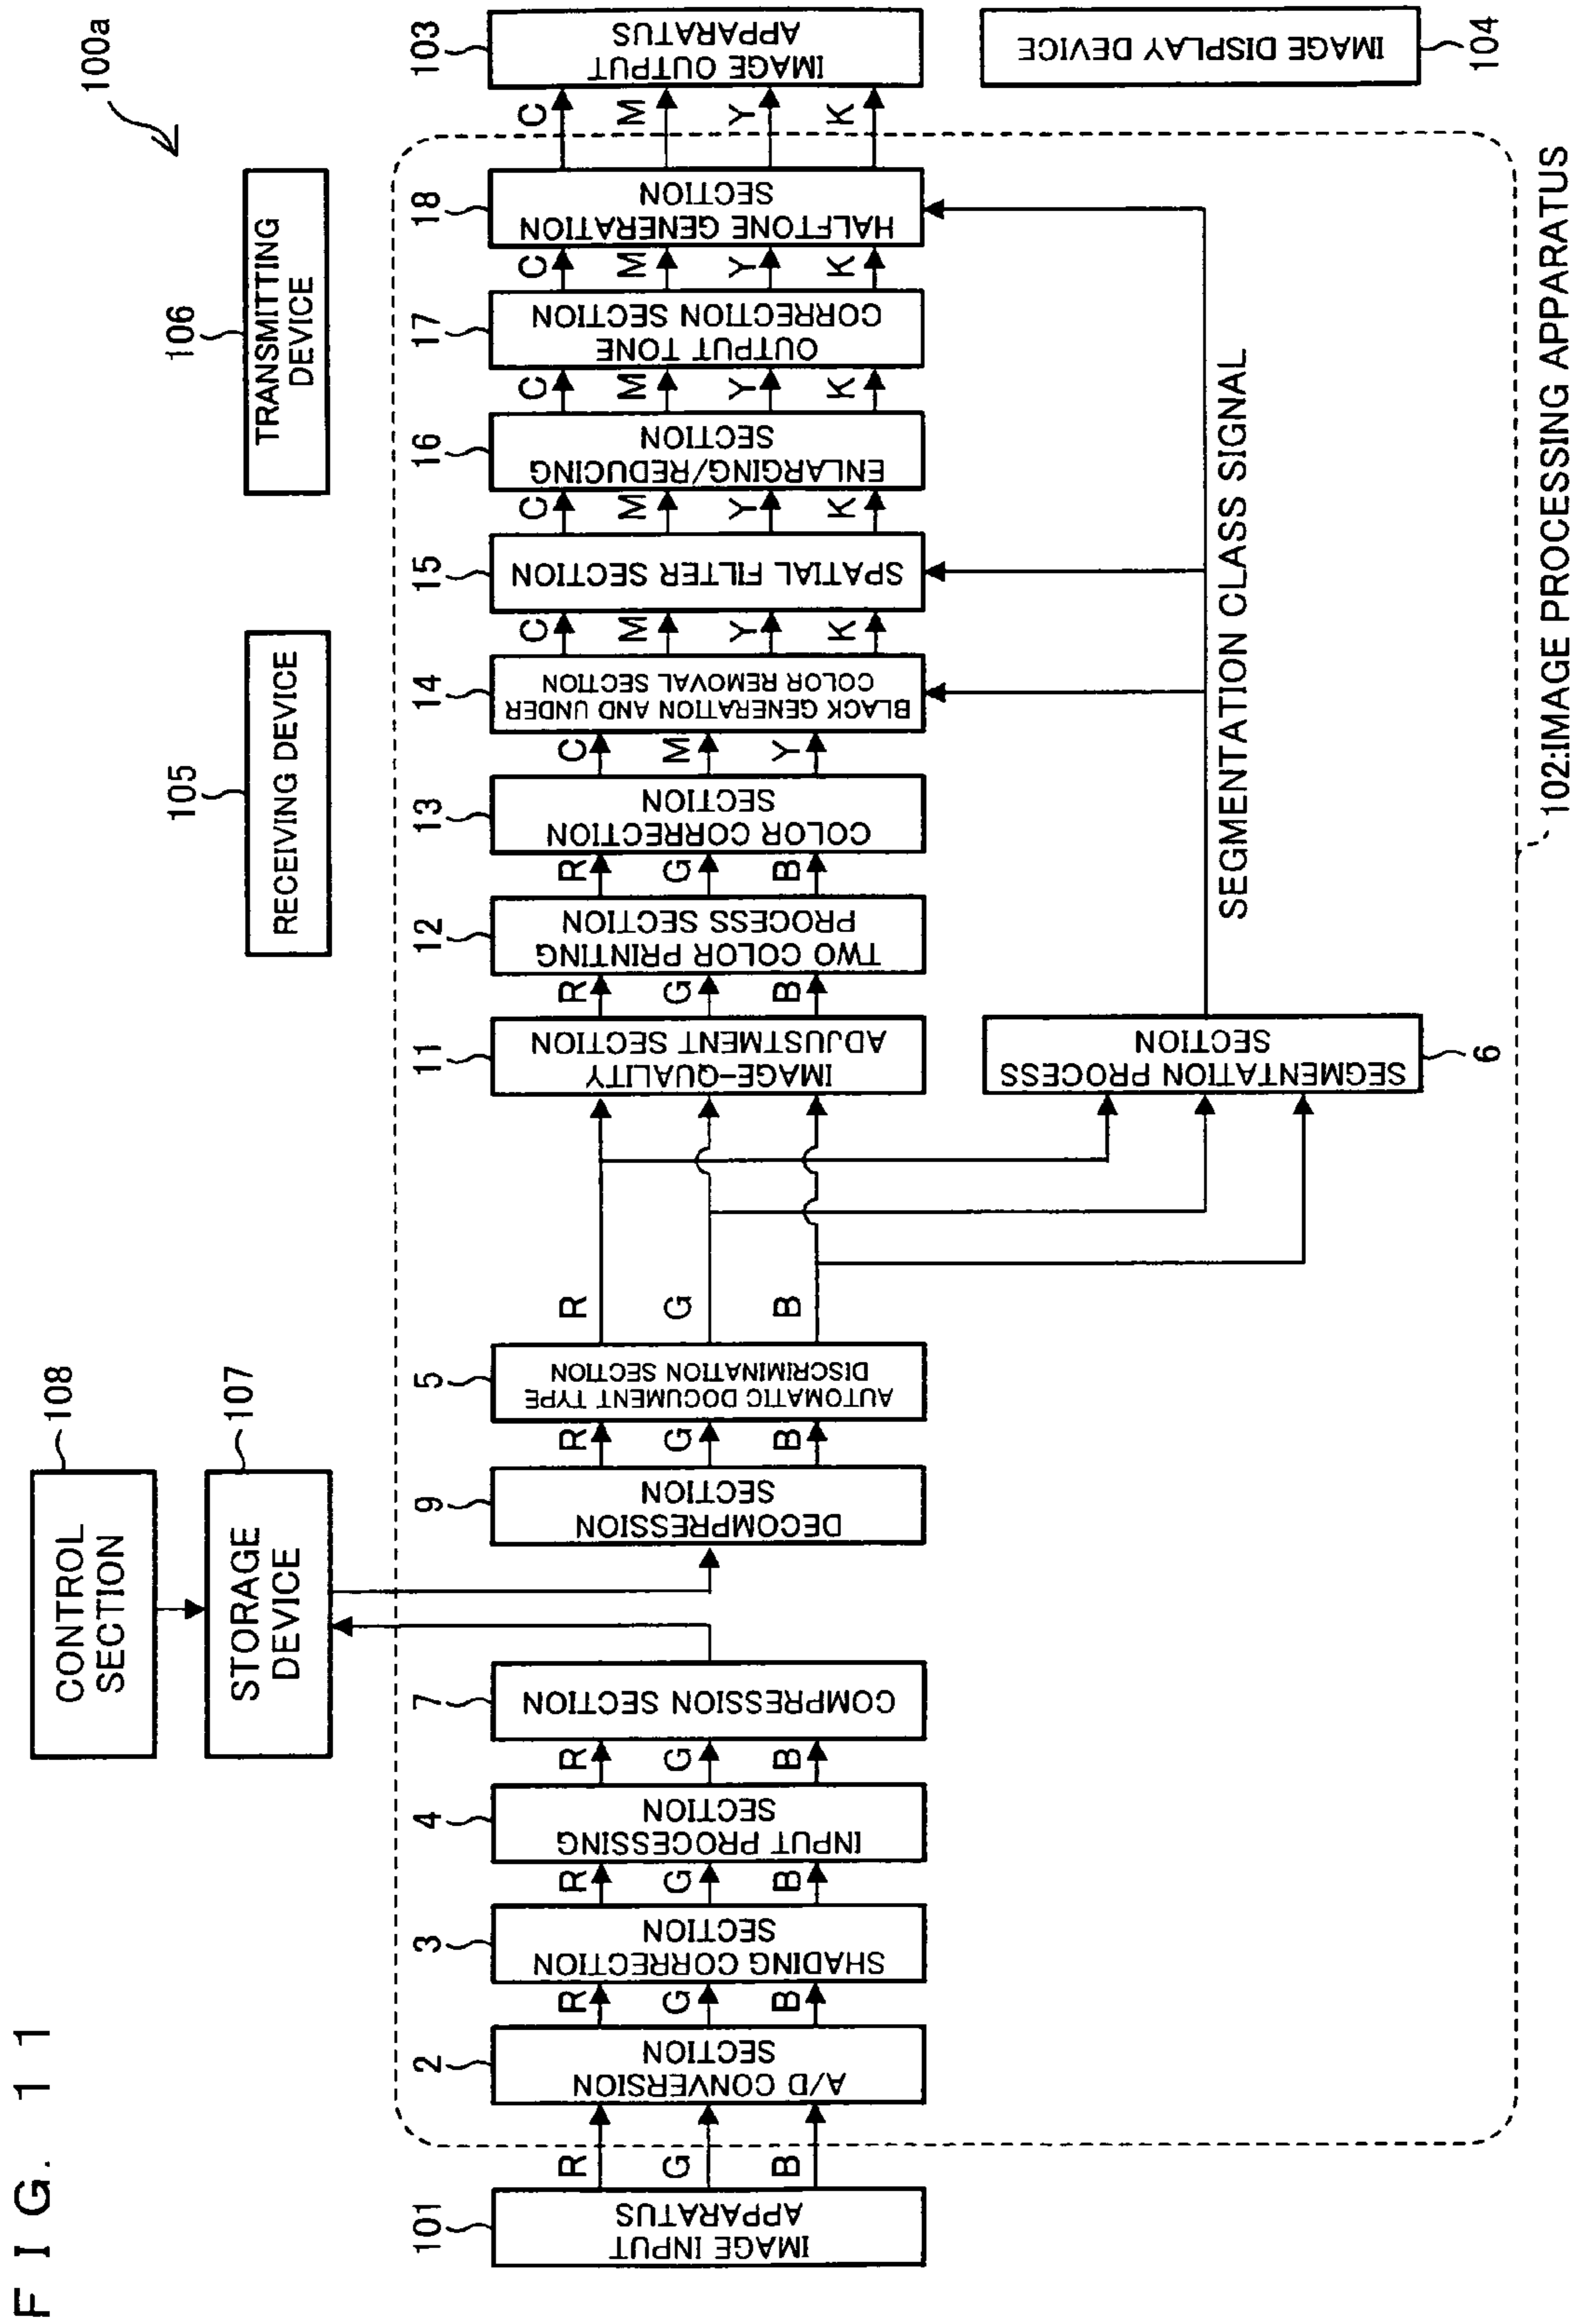 FIG. 11
100a
108
CONTROL
SECTION
107
STORAGE
DEVICE
105
RECEIVING DEVICE
106
TRANSMITTING
DEVICE
101
IMAGE INPUT
APPARATUS
R
G
B
2
A/D CONVERSION
SECTION
R
G
B
3
SHADING CORRECTION
SECTION
R
G
B
4
INPUT PROCESSING
SECTION
R
G
B
7
COMPRESSION SECTION
9
DECOMPRESSION
SECTION
R
G
B
5
AUTOMATIC DOCUMENT TYPE
DISCRIMINATION SECTION
R
G
B
11
IMAGE-QUALITY
ADJUSTMENT SECTION
R
G
B
12
TWO COLOR PRINTING
PROCESS SECTION
R
G
B
13
COLOR CORRECTION
SECTION
C
M
Y
14
BLACK GENERATION AND UNDER
COLOR REMOVAL SECTION
C
M
Y
K
15
SPATIAL FILTER SECTION
C
M
Y
K
16
ENLARGING/REDUCING
SECTION
C
M
Y
K
17
OUTPUT TONE
CORRECTION SECTION
C
M
Y
K
18
HALFTONE GENERATION
SECTION
C
M
Y
K
103
IMAGE OUTPUT
APPARATUS
SEGMENTATION PROCESS
SECTION
6
SEGMENTATION CLASS SIGNAL
IMAGE DISPLAY DEVICE
104
102:IMAGE PROCESSING APPARATUS